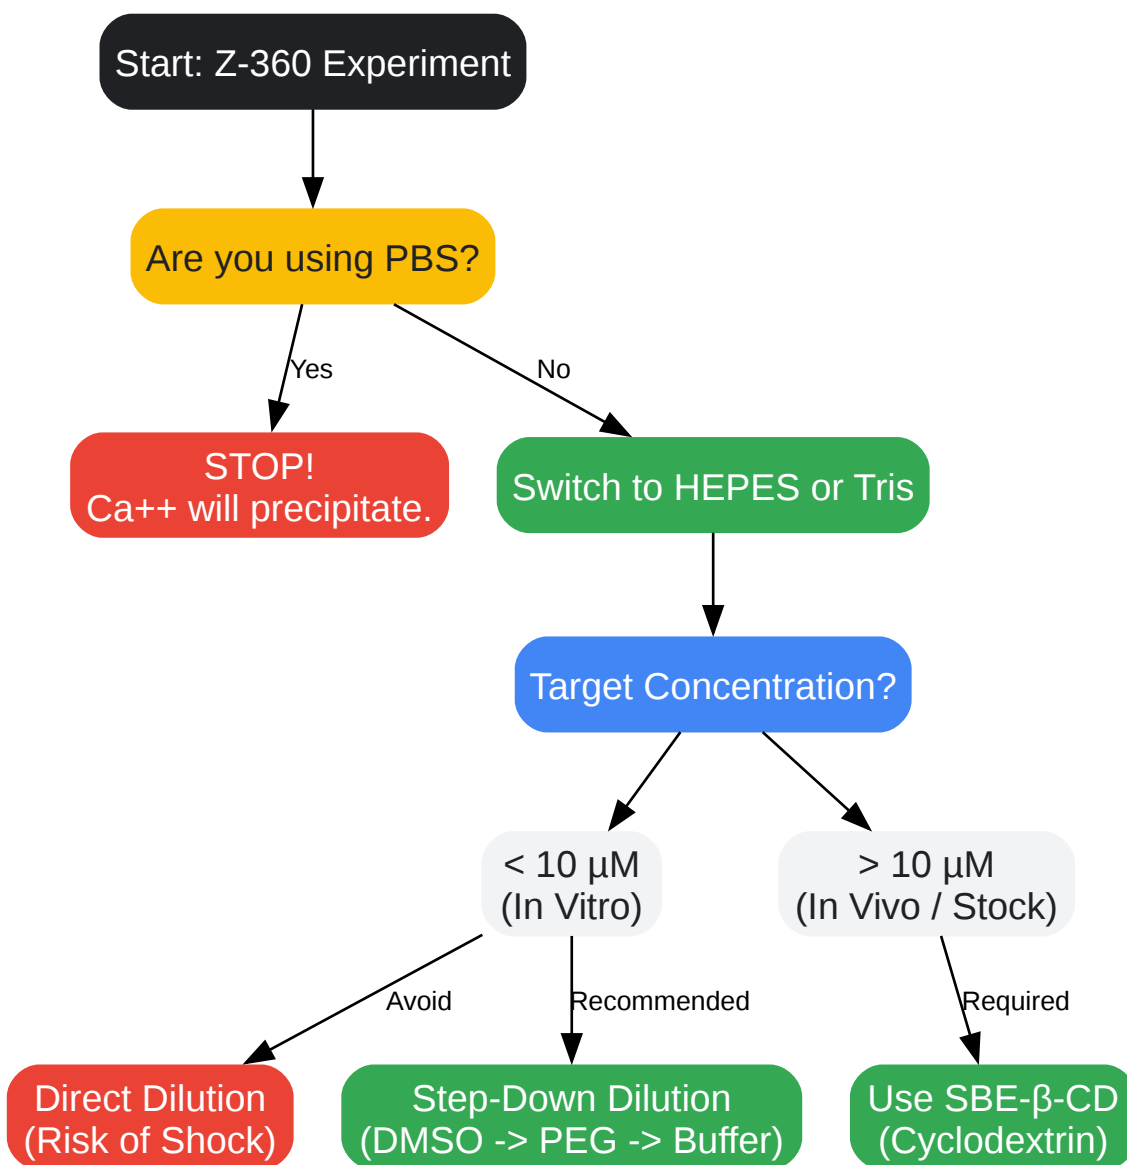 Start: Z-360 Experiment
Are you using PBS?
Yes
No
STOP!
Ca++ will precipitate.
Switch to HEPES or Tris
Target Concentration?
< 10 µM
(In Vitro)
> 10 µM
(In Vivo / Stock)
Avoid
Recommended
Required
Direct Dilution
(Risk of Shock)
Step-Down Dilution
(DMSO -> PEG -> Buffer)
Use SBE-β-CD
(Cyclodextrin)